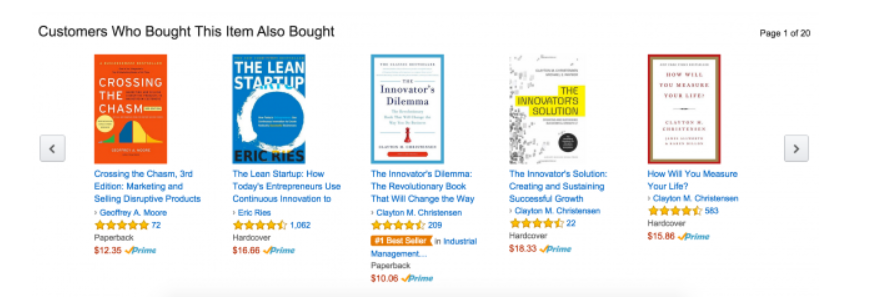 Customers Who Bought This Item Also Bought
Page 1 of 20
CROSSING
THE
CHASM
GEOFFREY A. MOORE
Crossing the Chasm, 3rd
Edition: Marketing and
Selling Disruptive Products
› Geoffrey A. Moore
72
Paperback
$12.35 Prime
THE LEAN
STARTUP
ERIC RIES
The Lean Startup: How
Today's Entrepreneurs Use
Continuous Innovation to
› Eric Ries
1,062
Hardcover
$16.66 Prime
THE
Innovator's
Dilemma
CLAYTON M. CHRISTENSEN
The Innovator's Dilemma:
The Revolutionary Book
That Will Change the Way
› Clayton M. Christensen
209
#1 Best Seller in Industrial
Management...
Paperback
$10.06 Prime
THE
INNOVATOR'S
SOLUTION
The Innovator's Solution:
Creating and Sustaining
Successful Growth
› Clayton M. Christensen
22
Hardcover
$18.33 Prime
HOW WILL
YOU MEASURE
YOUR LIFE?
CLAYTON M.
CHRISTENSEN
How Will You Measure
Your Life?
› Clayton M. Christensen
583
Hardcover
$15.86 Prime